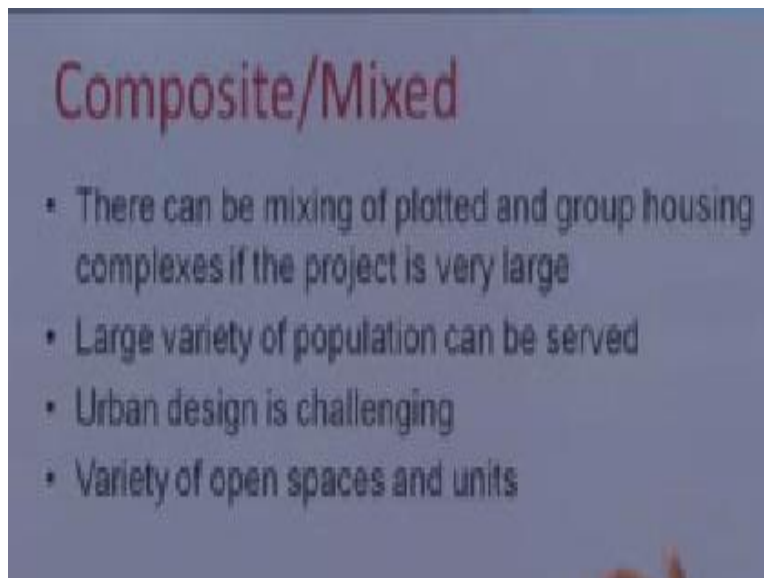 Composite/Mixed
• There can be mixing of plotted and group housing
complexes if the project is very large
• Large variety of population can be served
• Urban design is challenging
• Variety of open spaces and units